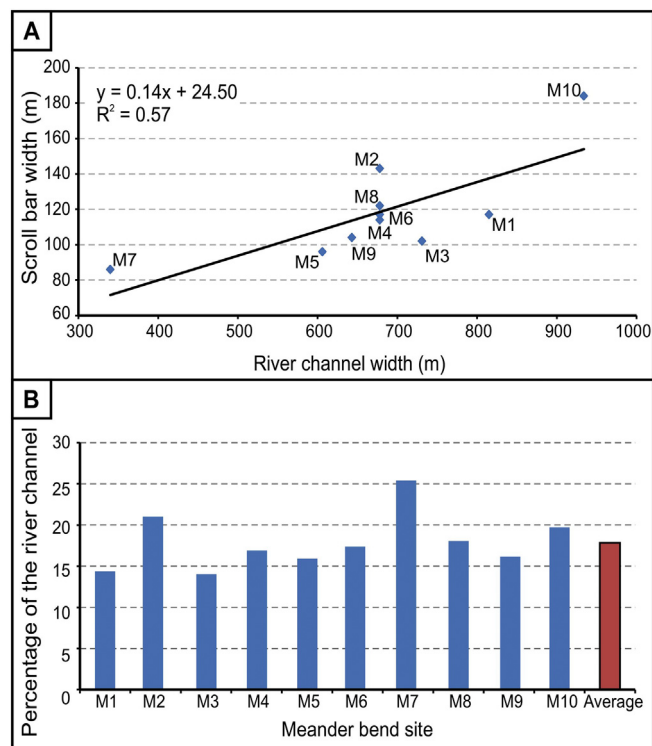 A
y = 0.14x + 24.50
R² = 0.57
Scroll bar width (m)
200
180
160
140
120
100
80
60
M10
M2
M8
M6
M4
M1
M5
M9
M3
M7
300
400
500
600
700
800
900
1000
River channel width (m)
B
Percentage of the river channel
30
25
20
15
10
5
0
M1
M2
M3
M4
M5
M6
M7
M8
M9
M10
Average
Meander bend site